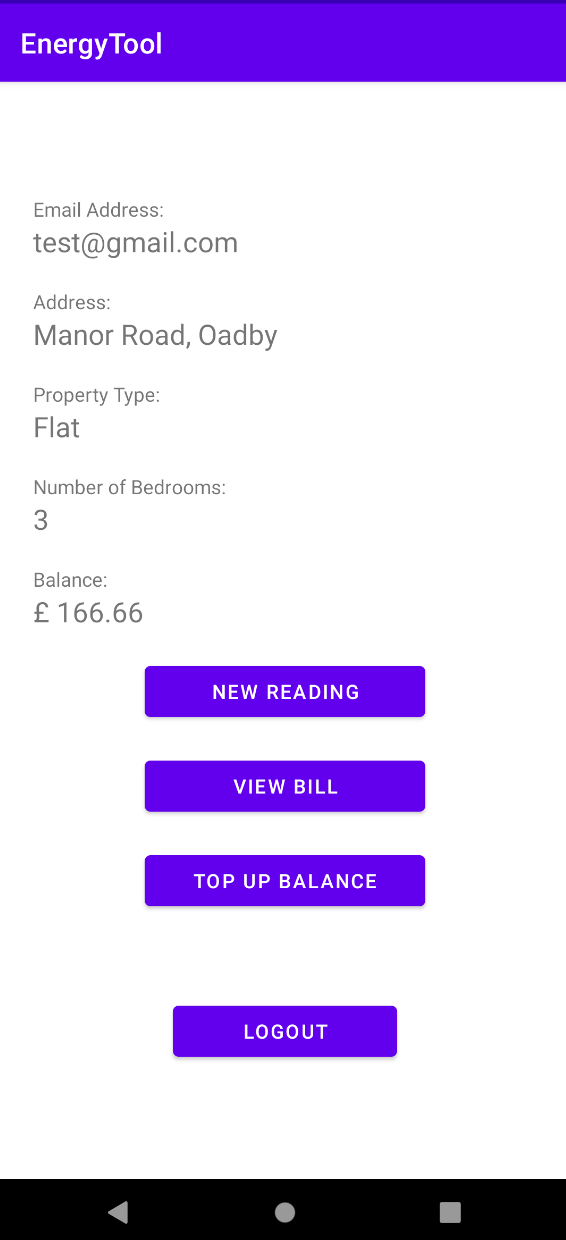 EnergyTool
Email Address:
test@gmail.com
Address:
Manor Road, Oadby
Property Type:
Flat
Number of Bedrooms:
3
Balance:
£ 166.66
NEW READING
VIEW BILL
TOP UP BALANCE
LOGOUT